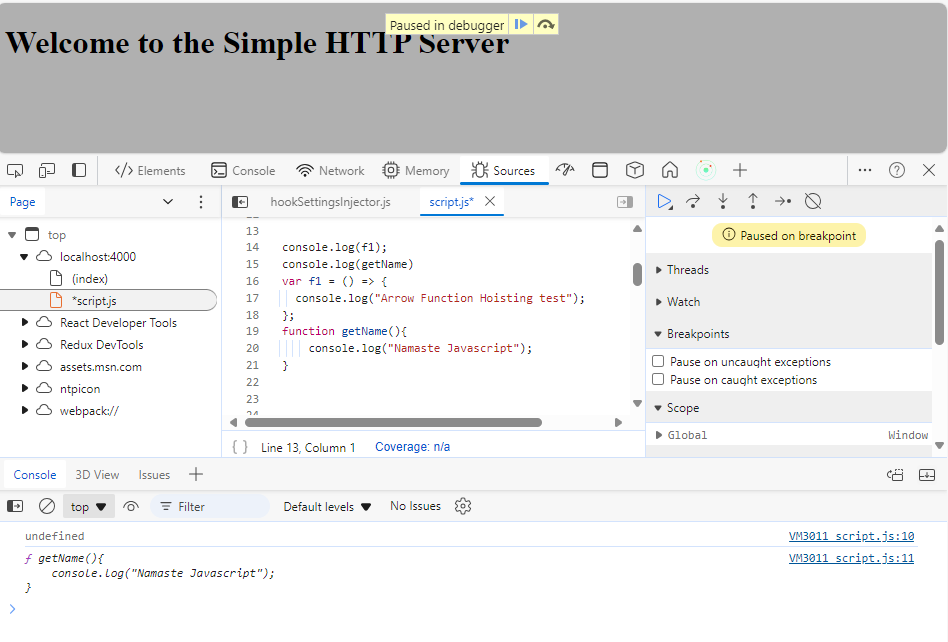 Paused in debugger
Welcome to the Simple HTTP Server
Elements
Console
Network
Memory
Sources
Page
hookSettingsInjector.js
script.js*
top
localhost:4000
(index)
*script.js
React Developer Tools
Redux DevTools
assets.msn.com
ntpicon
webpack://
13
14 console.log(f1);
15 console.log(getName)
16 var f1 = () => {
17 console.log("Arrow Function Hoisting test");
18 };
19 function getName(){
20 console.log("Namaste Javascript");
21 }
22
23
{ } Line 13, Column 1 Coverage: n/a
Paused on breakpoint
Threads
Watch
Breakpoints
Pause on uncaught exceptions
Pause on caught exceptions
Scope
Global Window
Console 3D View Issues
top Filter Default levels No Issues
undefined VM3011 script.js:10
ƒ getName(){ VM3011 script.js:11
console.log("Namaste Javascript");
}